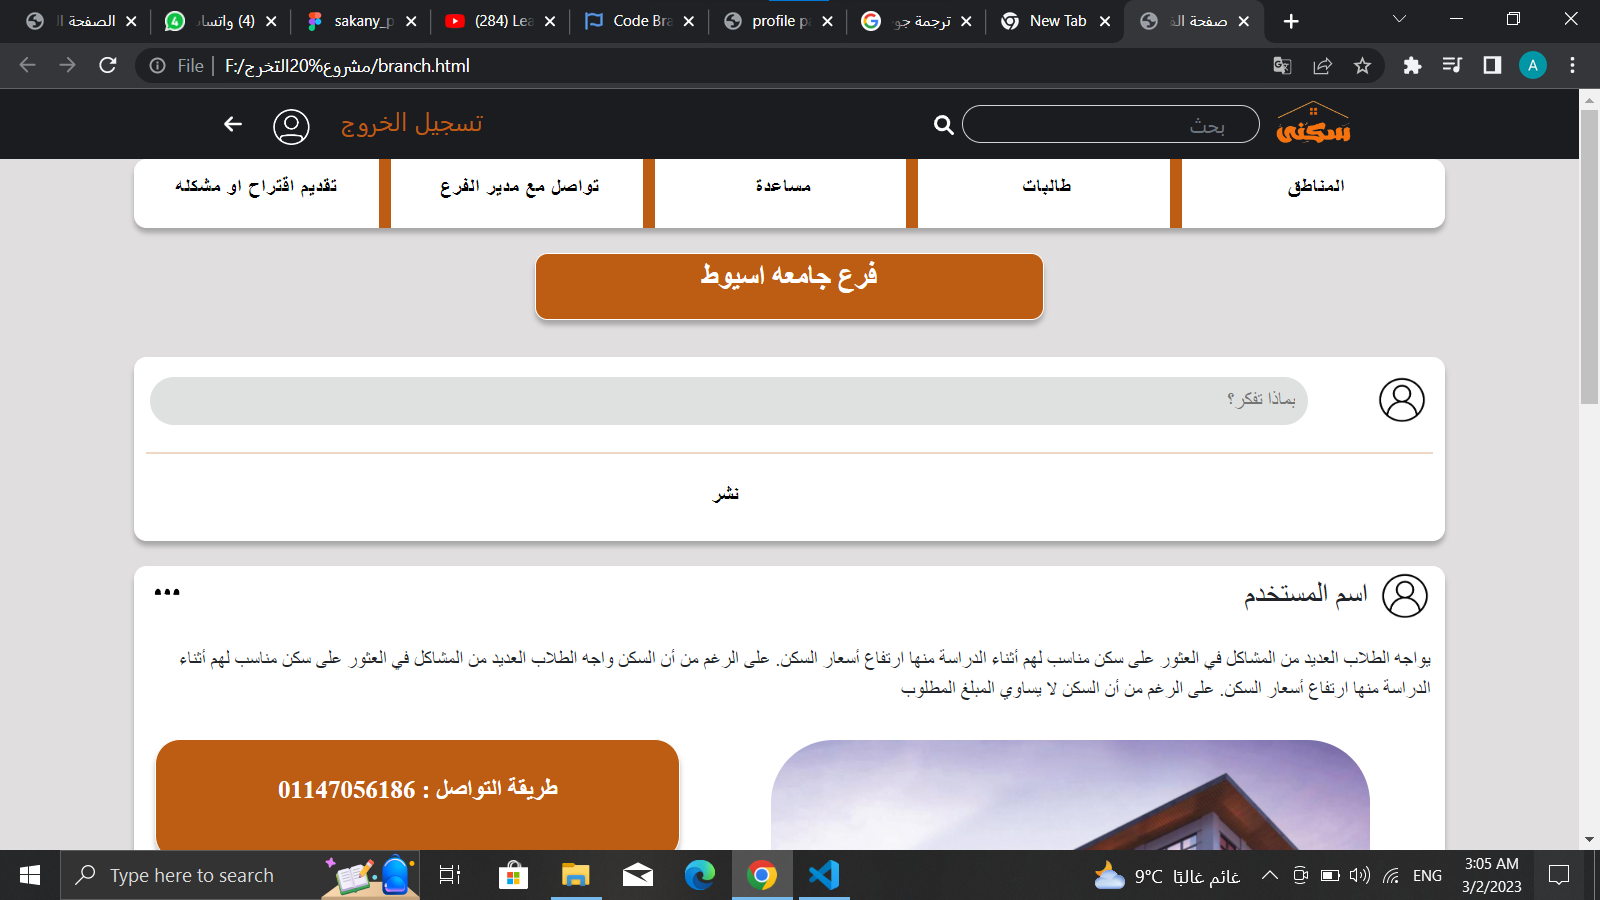 الصفحة ال
(4) واتساب
sakany_p
(284) Lea
Code Bra
profile p
ترجمة جو
New Tab
صفحة الف
File
F:/مشروع%20التخرج/branch.html
A
سكني
بحث
تسجيل الخروج
المناطق
طالبات
مساعدة
تواصل مع مدير الفرع
تقديم اقتراح او مشكله
فرع جامعه اسيوط
بماذا تفكر؟
نشر
اسم المستخدم
يواجه الطلاب العديد من المشاكل في العثور على سكن مناسب لهم أثناء الدراسة منها ارتفاع أسعار السكن. على الرغم من أن السكن واجه الطلاب العديد من المشاكل في العثور على سكن مناسب لهم أثناء
الدراسة منها ارتفاع أسعار السكن. على الرغم من أن السكن لا يساوي المبلغ المطلوب
طريقة التواصل : 01147056186
Type here to search
9°C غائم غالبًا
ENG
3:05 AM
3/2/2023